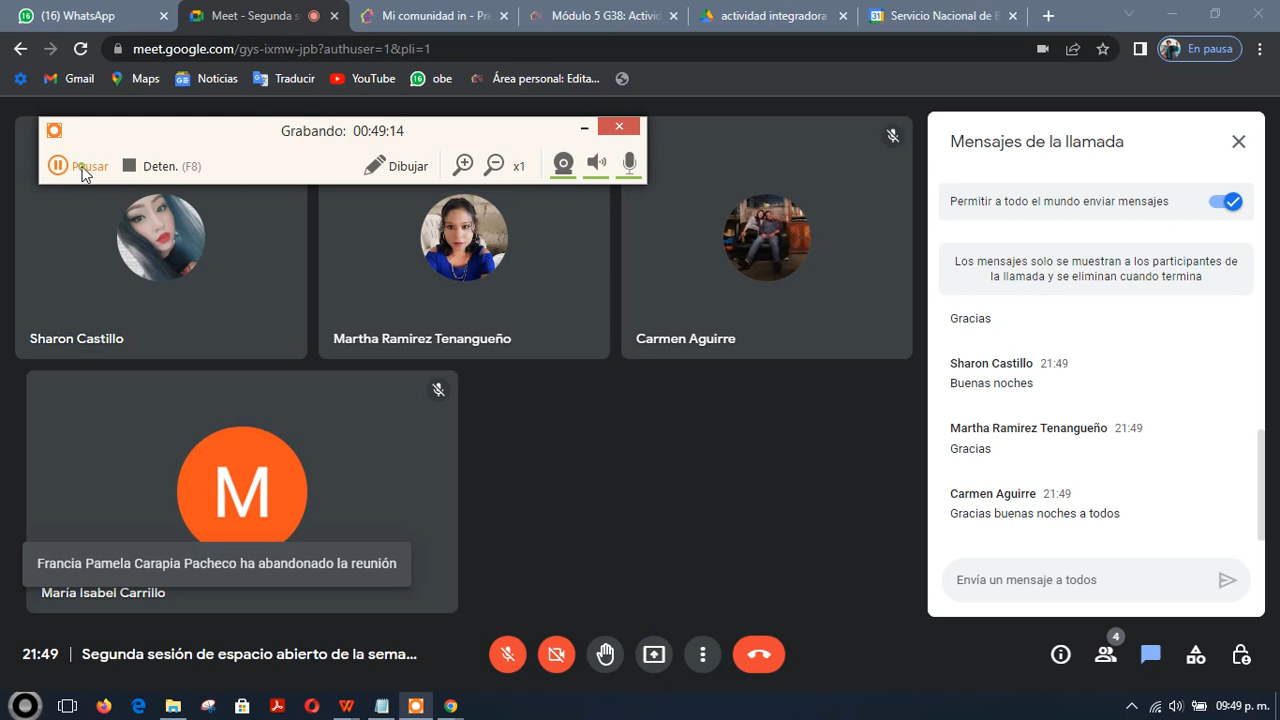 (16) WhatsApp
Meet - Segunda s
Mi comunidad in - Pre
Módulo 5 G38: Activi
actividad integradora
Servicio Nacional de B
meet.google.com/gys-ixmw-jpb?authuser=1&pli=1
En pausa
Gmail
Maps
Noticias
Traducir
YouTube
obe
Área personal: Edita...
Grabando: 00:49:14
Pausar
Deten. (F8)
Dibujar
x1
Sharon Castillo
Martha Ramirez Tenangueño
Carmen Aguirre
M
Francia Pamela Carapia Pacheco ha abandonado la reunión
María Isabel Carrillo
Mensajes de la llamada
Permitir a todo el mundo enviar mensajes
Los mensajes solo se muestran a los participantes de
la llamada y se eliminan cuando termina
Gracias
Sharon Castillo 21:49
Buenas noches
Martha Ramirez Tenangueño 21:49
Gracias
Carmen Aguirre 21:49
Gracias buenas noches a todos
Envía un mensaje a todos
21:49 | Segunda sesión de espacio abierto de la sema...
4
09:49 p. m.